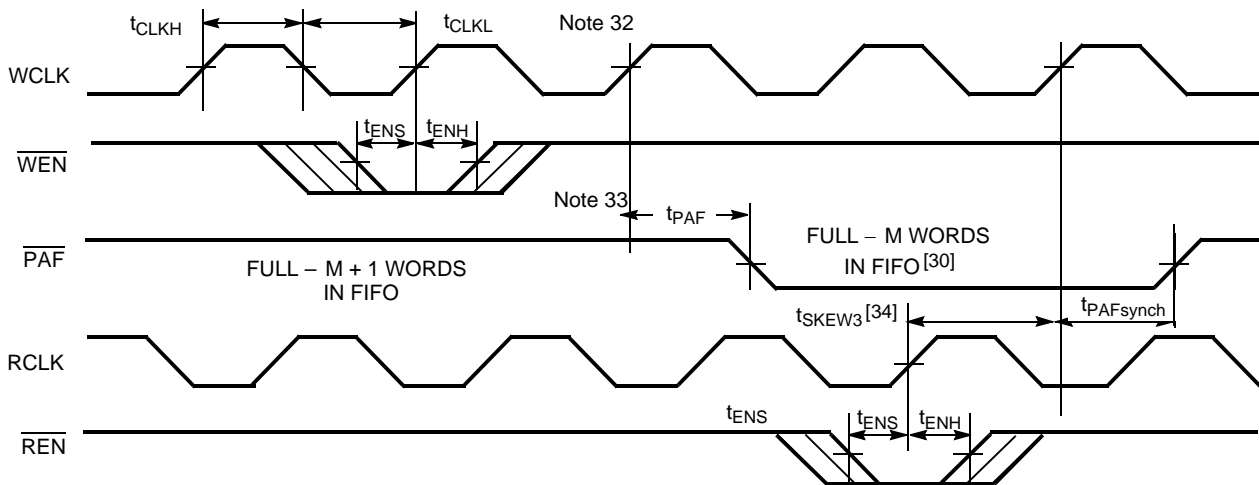 tCLKH
tCLKL
Note 32
WCLK
tENS
tENH
WEN
Note 33
tPAF
PAF
FULL – M + 1 WORDS
IN FIFO
FULL – M WORDS
IN FIFO [30]
tSKEW3 [34]
tPAFsynch
RCLK
tENS
tENS
tENH
REN